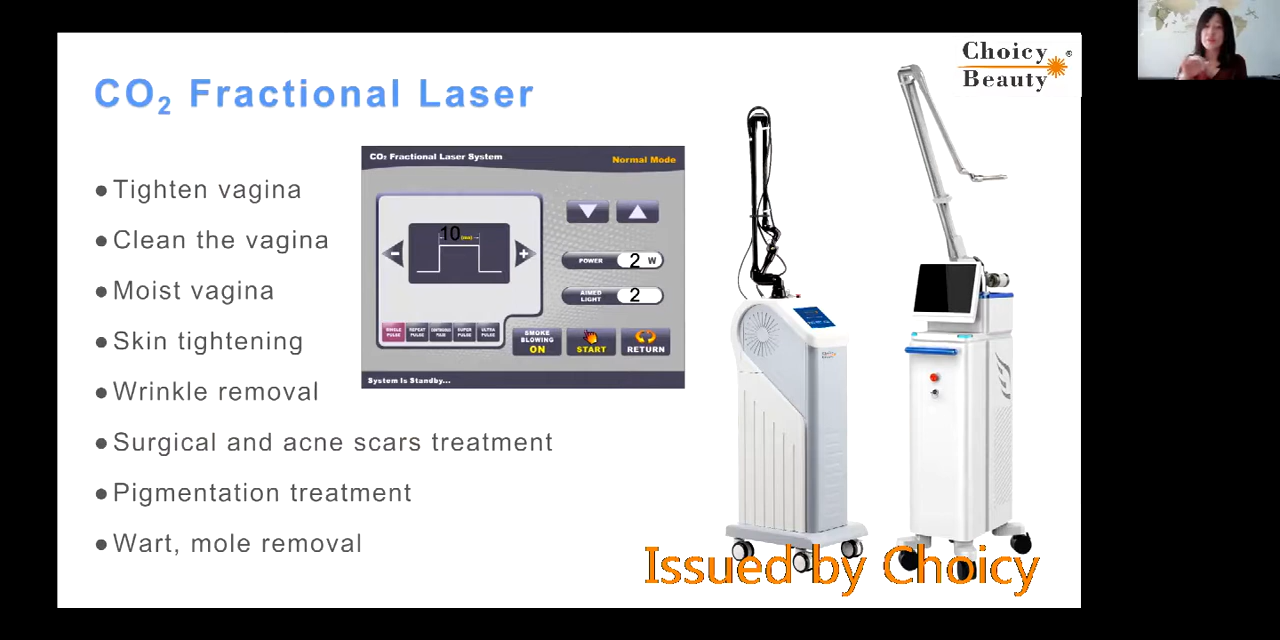 CO2 Fractional Laser
Choicy®
Beauty
●Tighten vagina
●Clean the vagina
●Moist vagina
●Skin tightening
●Wrinkle removal
●Surgical and acne scars treatment
●Pigmentation treatment
●Wart, mole removal
CO2 Fractional Laser System
Normal Mode
10
POWER 2 W
AIMED
LIGHT 2
SINGLE
PULSE
REPEAT
PULSE
SUPER
PULSE
ULTRA
PULSE
SMOKE
BLOWING
ON
START
RETURN
System Is Standby...
Issued by Choicy